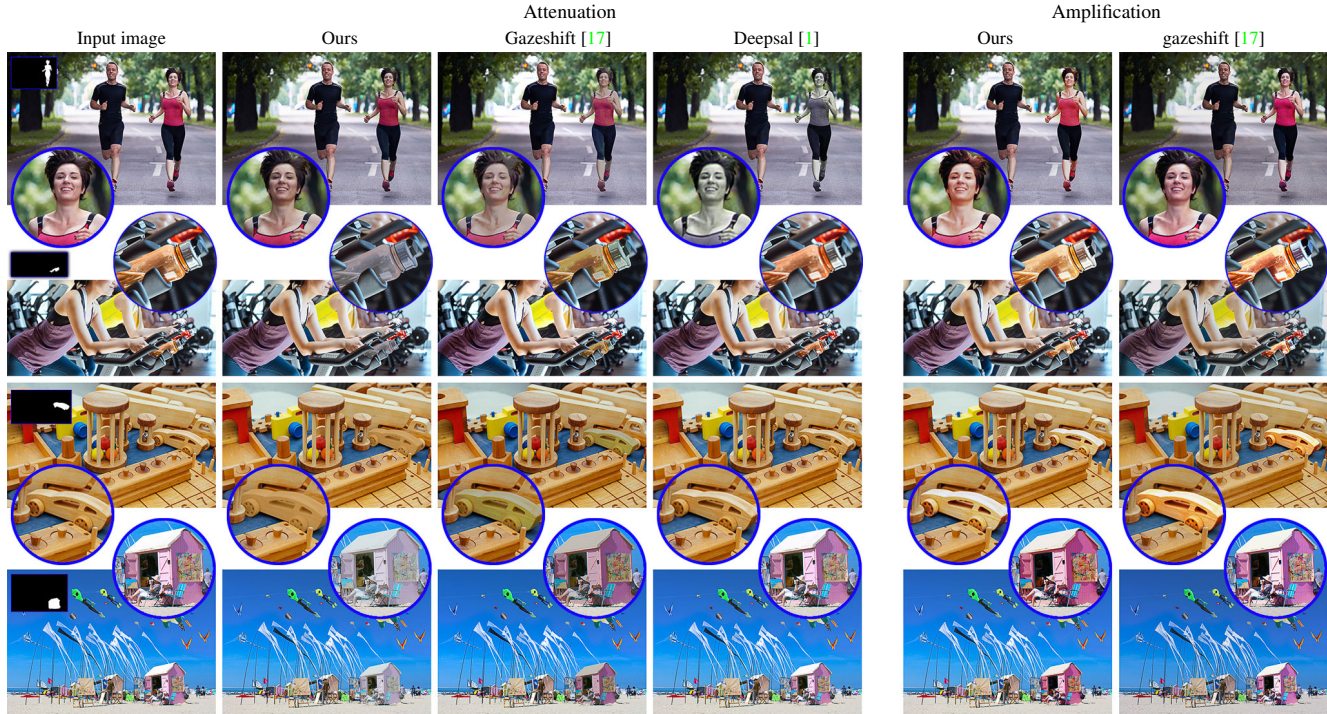 Attenuation
Amplification
Input image
Ours
Gazeshift [17]
Deepsal [1]
Ours
gazeshift [17]